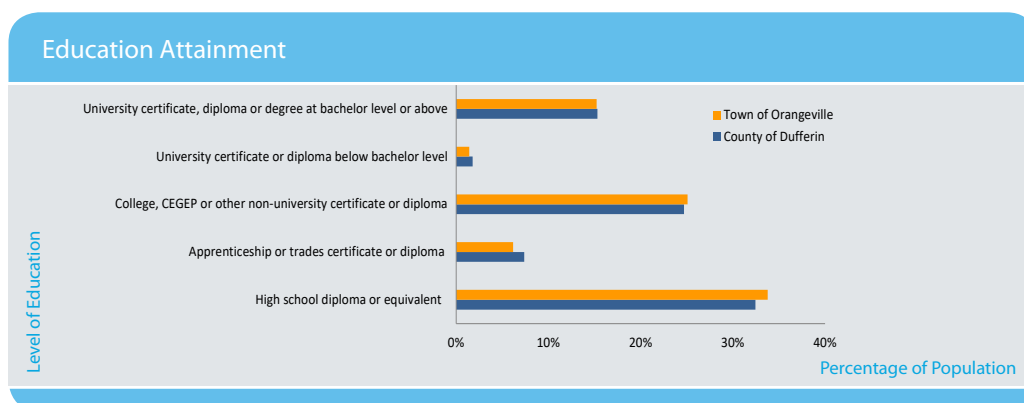 Education Attainment
University certificate, diploma or degree at bachelor level or above
University certificate or diploma below bachelor level
College, CEGEP or other non-university certificate or diploma
Apprenticeship or trades certificate or diploma
High school diploma or equivalent
Town of Orangeville
County of Dufferin
Level of Education
0% 10% 20% 30% 40%
Percentage of Population